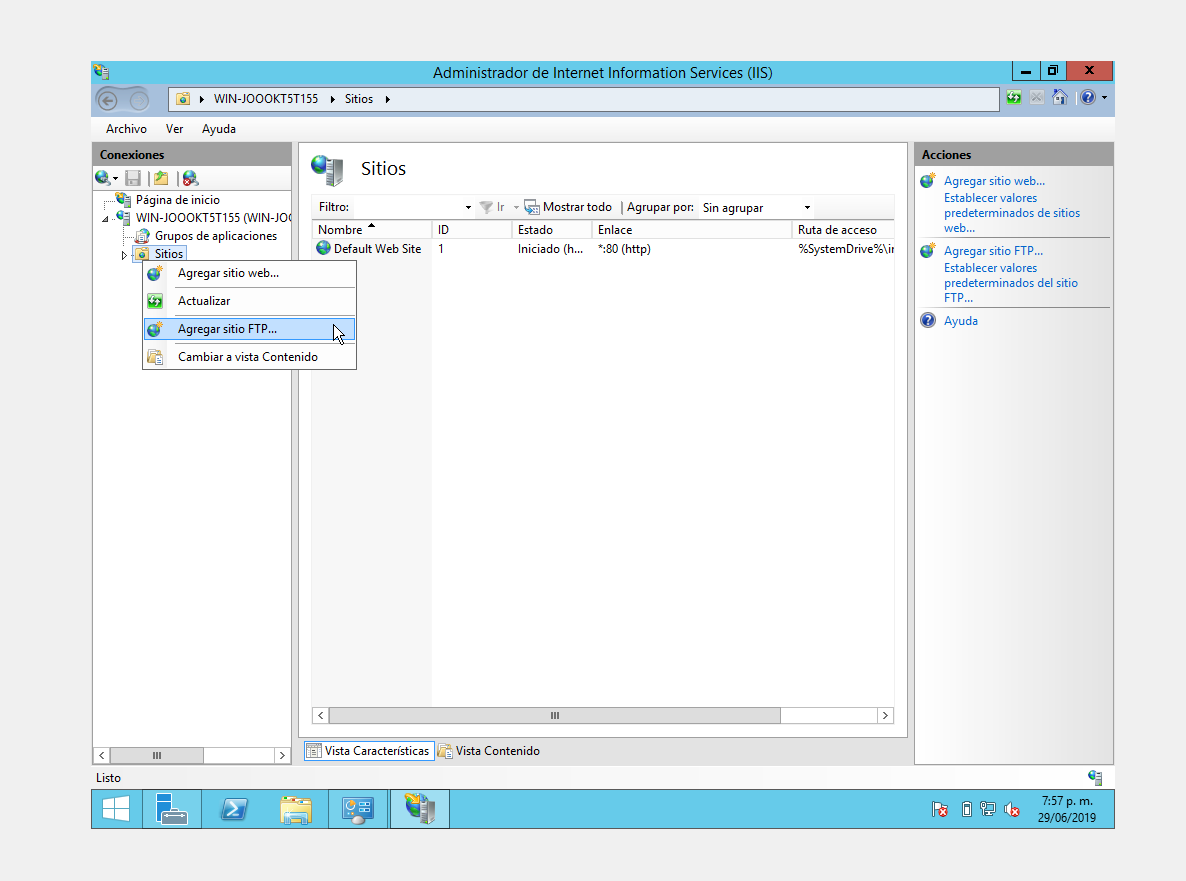 Administrador de Internet Information Services (IIS)
WIN-JOOOKT5T155 Sitios
Archivo Ver Ayuda
Conexiones
Página de inicio
WIN-JOOOKT5T155 (WIN-JOO
Grupos de aplicaciones
Sitios
Agregar sitio web...
Actualizar
Agregar sitio FTP...
Cambiar a vista Contenido
Sitios
Filtro: Ir Mostrar todo Agrupar por: Sin agrupar
Nombre ID Estado Enlace Ruta de acceso
Default Web Site 1 Iniciado (h... *:80 (http) %SystemDrive%\in
Vista Características Vista Contenido
Acciones
Agregar sitio web...
Establecer valores
predeterminados de sitios
web...
Agregar sitio FTP...
Establecer valores
predeterminados del sitio
FTP...
Ayuda
Listo
7:57 p. m.
29/06/2019